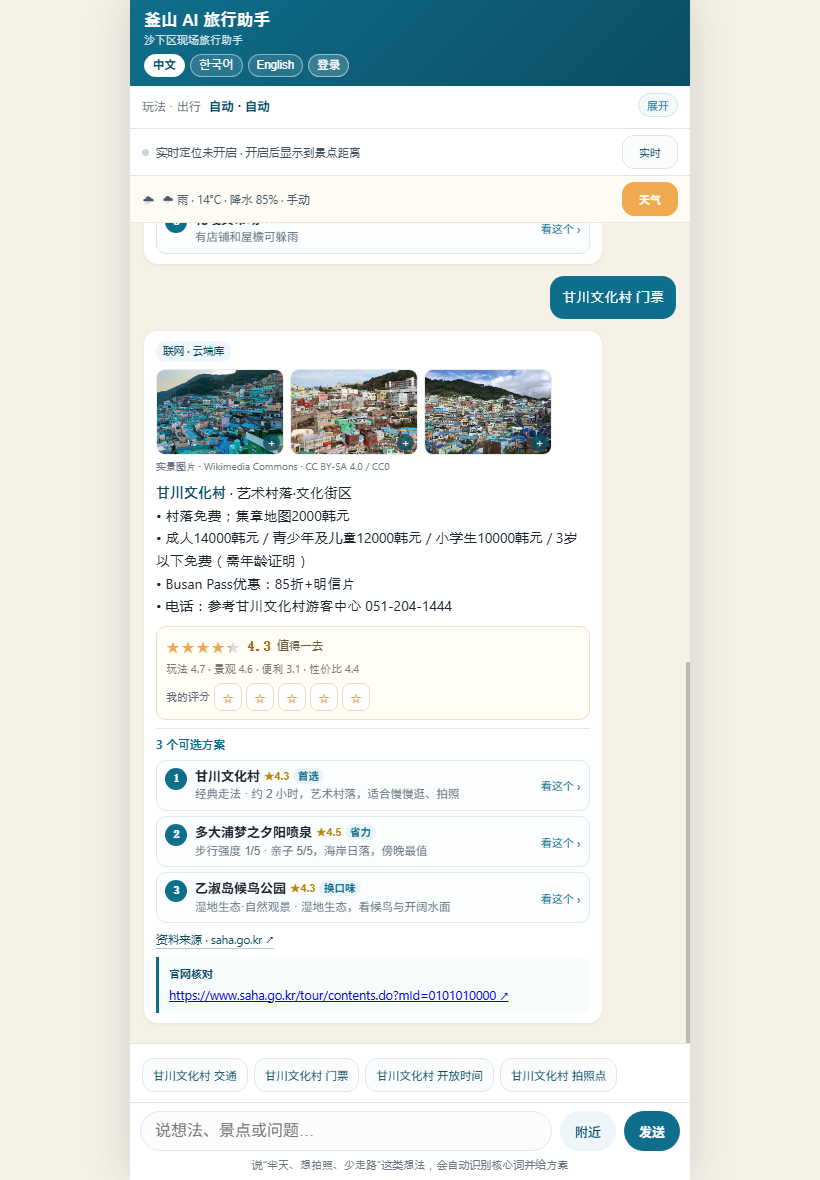 釜山 AI 旅行助手
沙下区现场旅行助手
中文 한국어 English 登录
玩法 · 出行 自动 · 自动 展开
实时定位未开启 · 开启后显示到景点距离 实时
雨 · 14°C · 降水 85% · 手动 天气
有店铺和屋檐可躲雨 看这个 ›
甘川文化村 门票
联网 · 云端库
实景图片 · Wikimedia Commons · CC BY-SA 4.0 / CC0
甘川文化村 · 艺术村落·文化街区
• 村落免费；集章地图2000韩元
• 成人14000韩元 / 青少年及儿童12000韩元 / 小学生10000韩元 / 3岁
以下免费（需年龄证明）
• Busan Pass优惠：85折+明信片
• 电话：参考甘川文化村游客中心 051-204-1444
★★★★★ 4.3 值得一去
玩法 4.7 · 景观 4.6 · 便利 3.1 · 性价比 4.4
我的评分 ☆ ☆ ☆ ☆ ☆
3 个可选方案
1 甘川文化村 ★4.3 首选
经典走法 · 约 2 小时，艺术村落，适合慢慢逛、拍照 看这个 ›
2 多大浦梦之夕阳喷泉 ★4.5 省力
步行强度 1/5 · 亲子 5/5，海岸日落，傍晚最值 看这个 ›
3 乙淑岛候鸟公园 ★4.3 换口味
湿地生态·自然观景 · 湿地生态，看候鸟与开阔水面 看这个 ›
资料来源 · saha.go.kr ↗
官网核对
https://www.saha.go.kr/tour/contents.do?mId=0101010000 ↗
甘川文化村 交通 甘川文化村 门票 甘川文化村 开放时间 甘川文化村 拍照点
说想法、景点或问题… 附近 发送
说“半天、想拍照、少走路”这类想法，会自动识别核心词并给方案